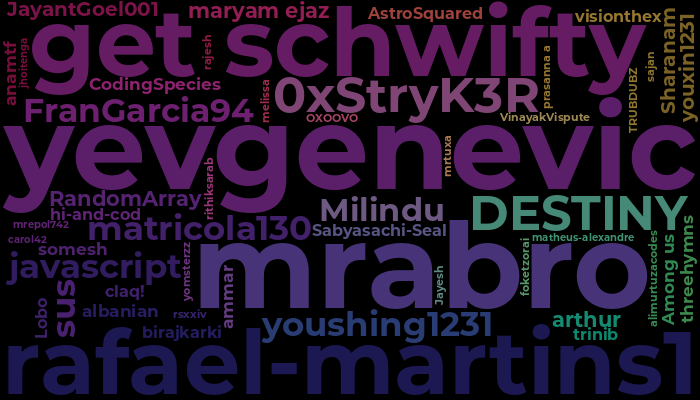 JayantGoel001
maryam ejaz
AstroSquared
visionthex
get schwifty
anamtf
jhoitenga
rajesh
CodingSpecies
melissa
0xStryK3R
prasanna a
TRUBDUBZ
sajan
Sharanam
youxin1231
FranGarcia94
oxoovo
VinayakVispute
yevgenevic
mrtuxa
rithiksarab
RandomArray
hi-and-cod
mrepol742
matricola130
Milindu
DESTINY
Sabyasachi-Seal
matheus-alexandre
carol42
somesh
javascript
yomsterzz
mrabro
foketzorai
alimurtuzacodes
Among us
threehymns
claq!
ammar
Jayesh
Lobo
sus
albanian
rsxxiv
birajkarki
youshing1231
arthur
trinib
rafael-martins1